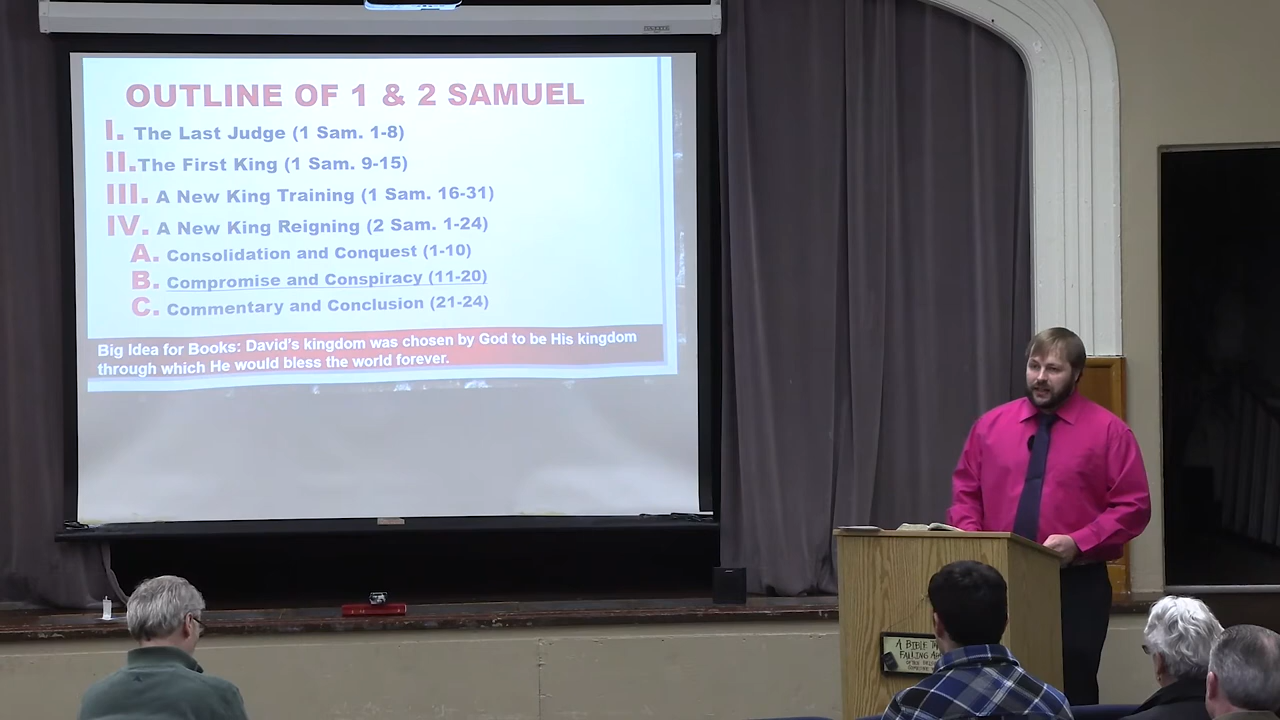 OUTLINE OF 1 & 2 SAMUEL
I. The Last Judge (1 Sam. 1-8)
II.The First King (1 Sam. 9-15)
III. A New King Training (1 Sam. 16-31)
IV. A New King Reigning (2 Sam. 1-24)
A. Consolidation and Conquest (1-10)
B. Compromise and Conspiracy (11-20)
C. Commentary and Conclusion (21-24)
Big Idea for Books: David's kingdom was chosen by God to be His kingdom
through which He would bless the world forever.
A BIBLE
FALLING
OFTEN